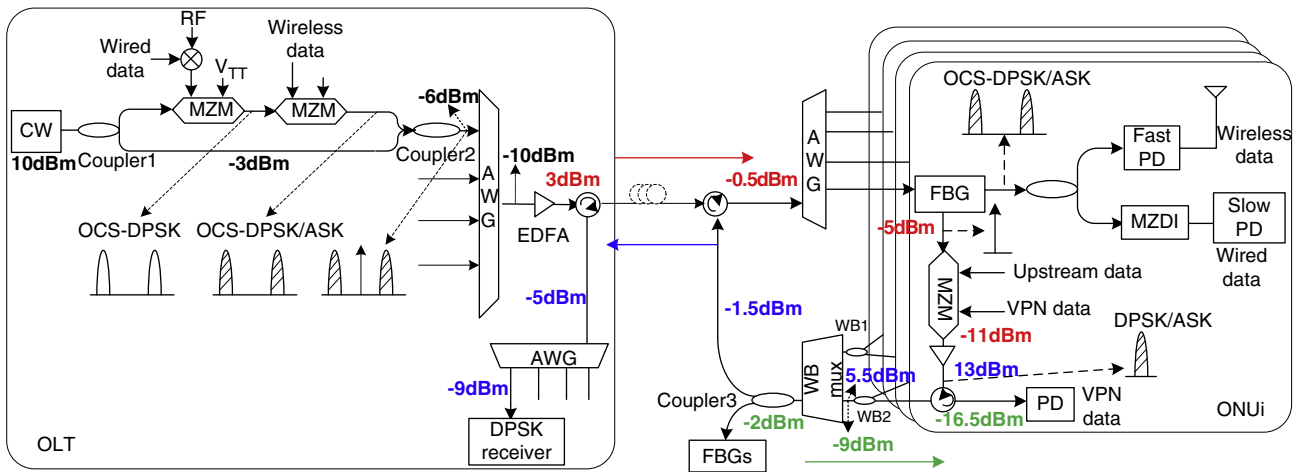 RF
Wired
data
Wireless
data
VTT
MZM
MZM
CW
10dBm
Coupler1
-3dBm
-6dBm
Coupler2
OCS-DPSK
OCS-DPSK/ASK
AWG
-10dBm
EDFA
3dBm
-5dBm
AWG
-9dBm
DPSK
receiver
OLT
-0.5dBm
AWG
-1.5dBm
Coupler3
-2dBm
FBGs
WB
mux
5.5dBm
-9dBm
WB1
WB2
OCS-DPSK/ASK
FBG
-5dBm
Fast
PD
Wireless
data
MZDI
Slow
PD
Wired
data
MZM
Upstream data
VPN data
-11dBm
13dBm
DPSK/ASK
-16.5dBm
PD
VPN
data
ONUi